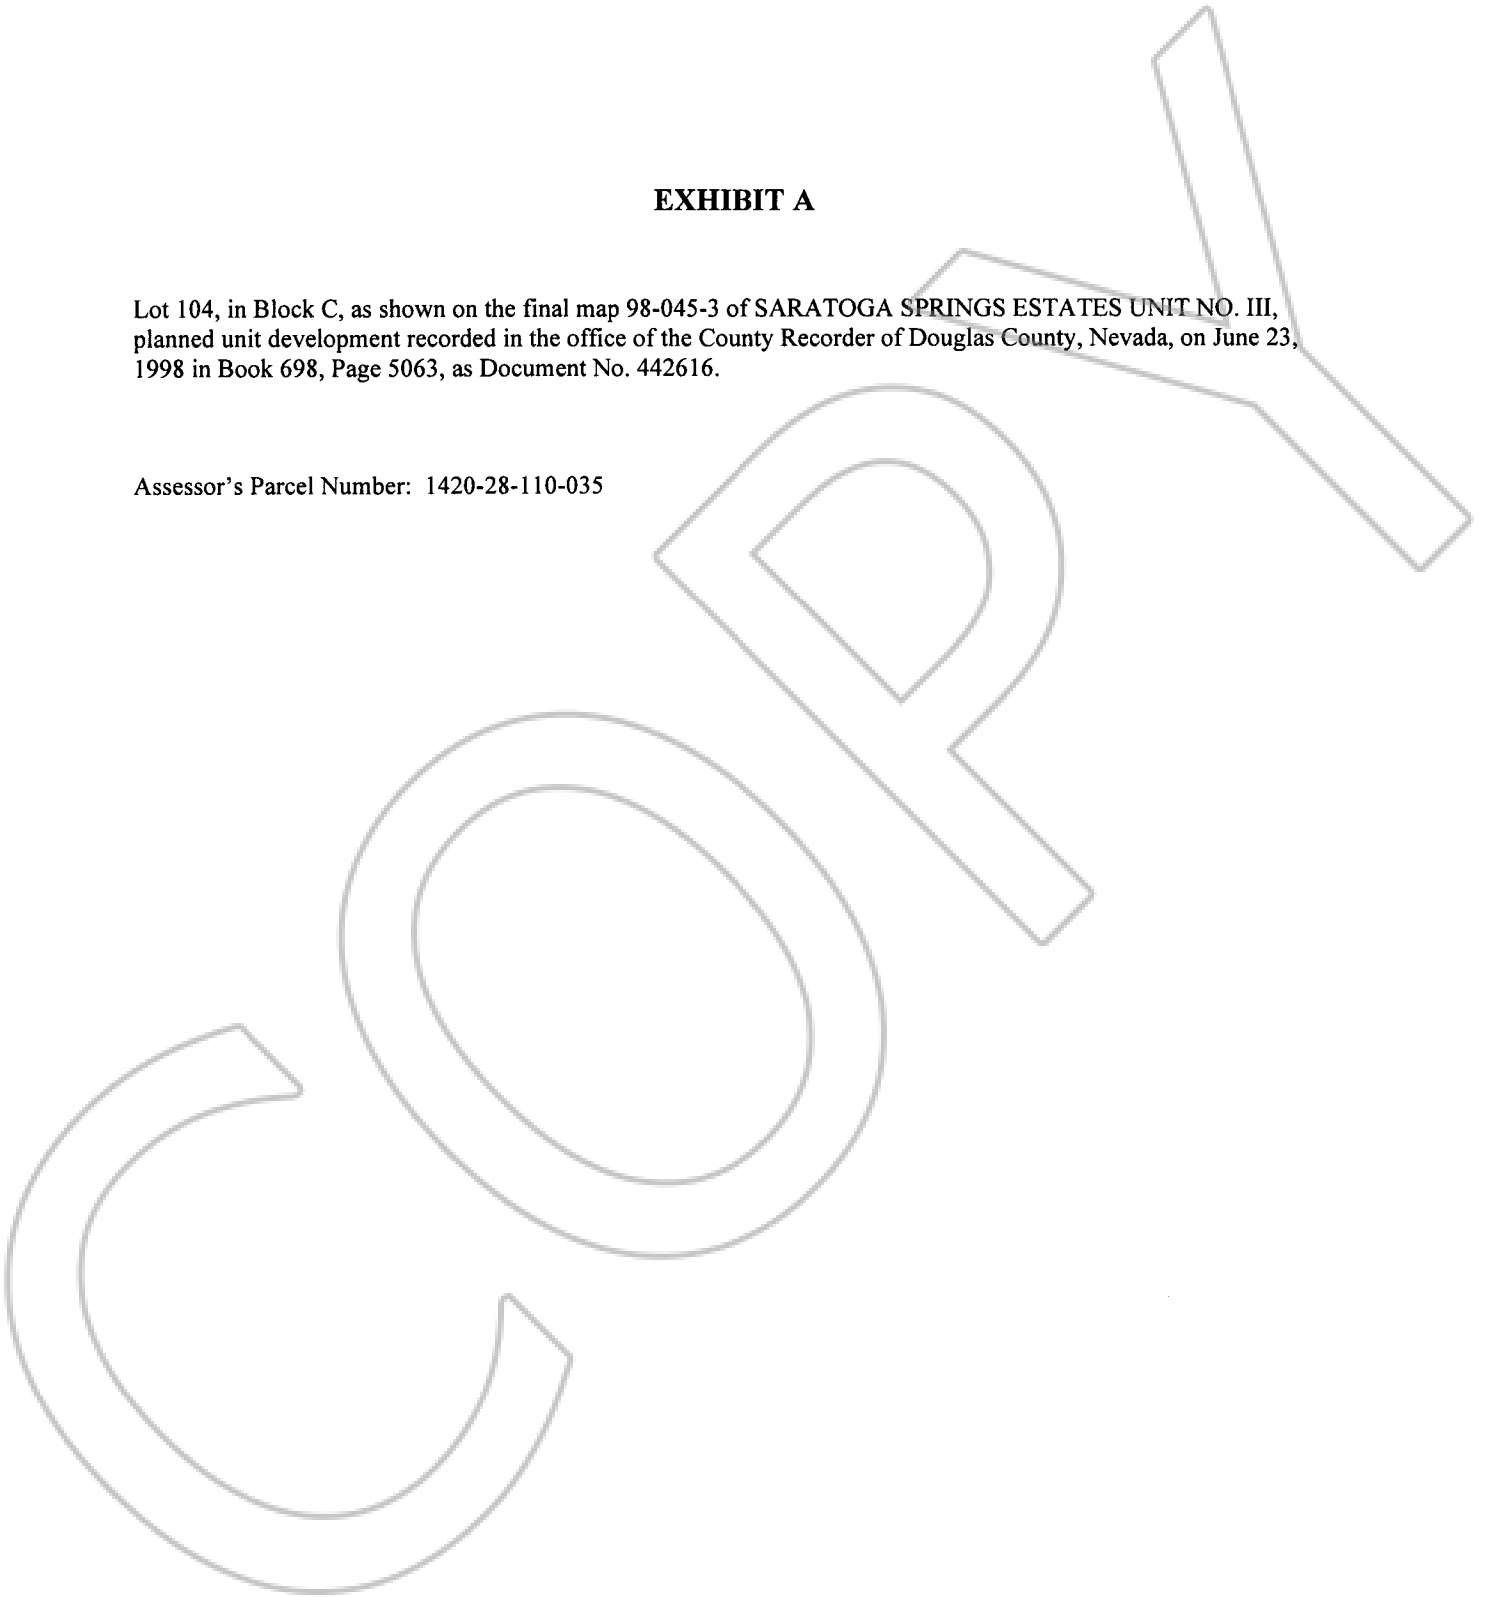 EXHIBIT A
Lot 104, in Block C, as shown on the final map 98-045-3 of SARATOGA SPRINGS ESTATES UNIT NO. III,
planned unit development recorded in the office of the County Recorder of Douglas County, Nevada, on June 23,
1998 in Book 698, Page 5063, as Document No. 442616.
Assessor's Parcel Number: 1420-28-110-035
COPY